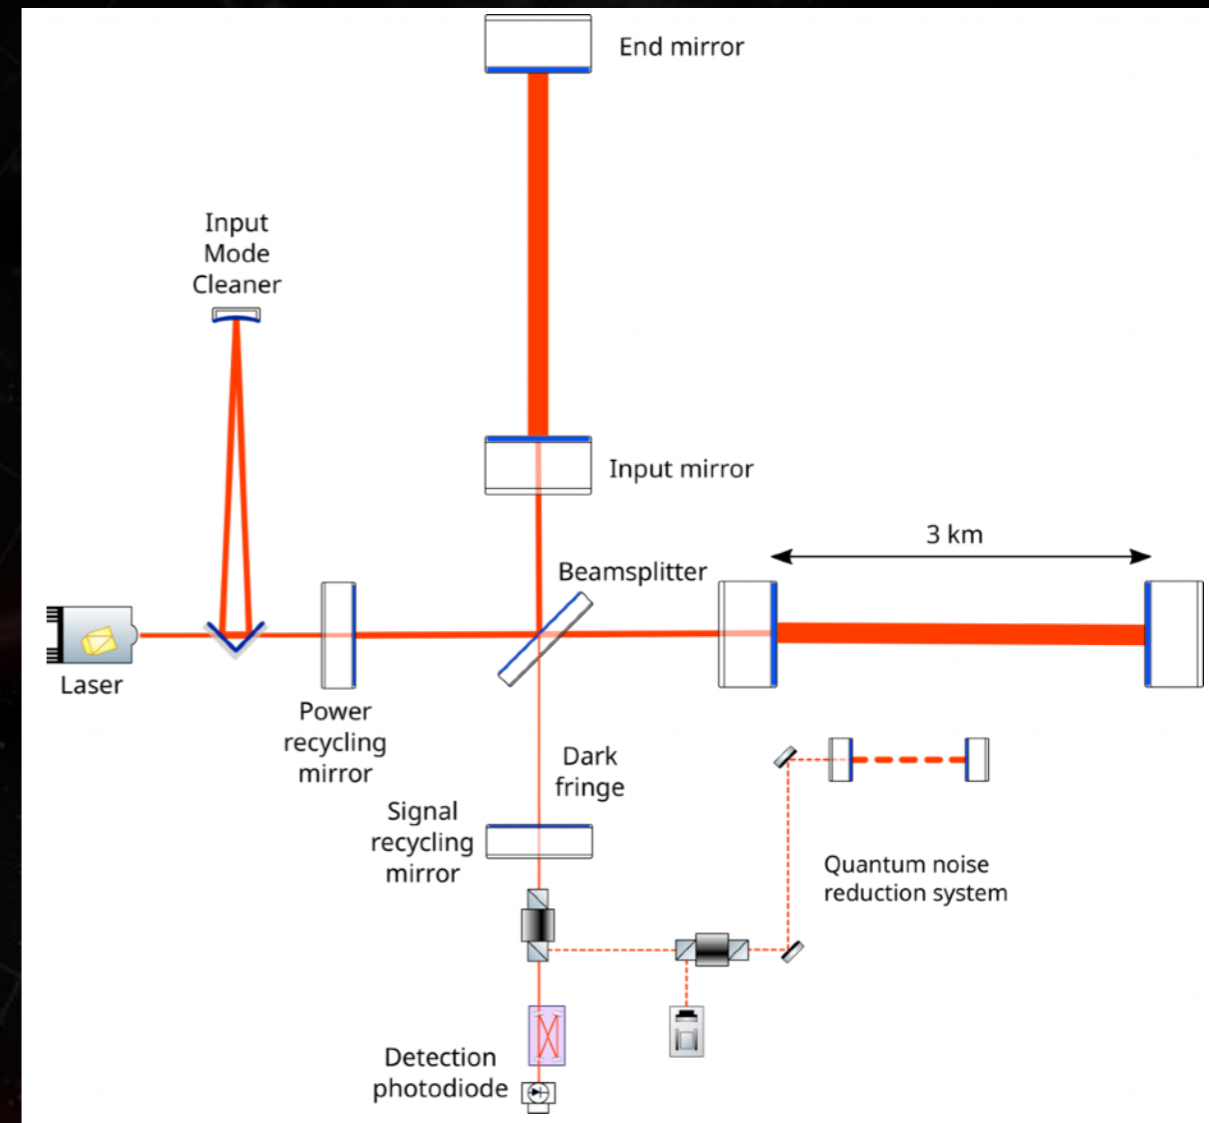 End mirror
Input
Mode
Cleaner
Input mirror
3 km
Beamsplitter
Laser
Power
recycling
mirror
Dark
fringe
Signal
recycling
mirror
Quantum noise
reduction system
Detection
photodiode